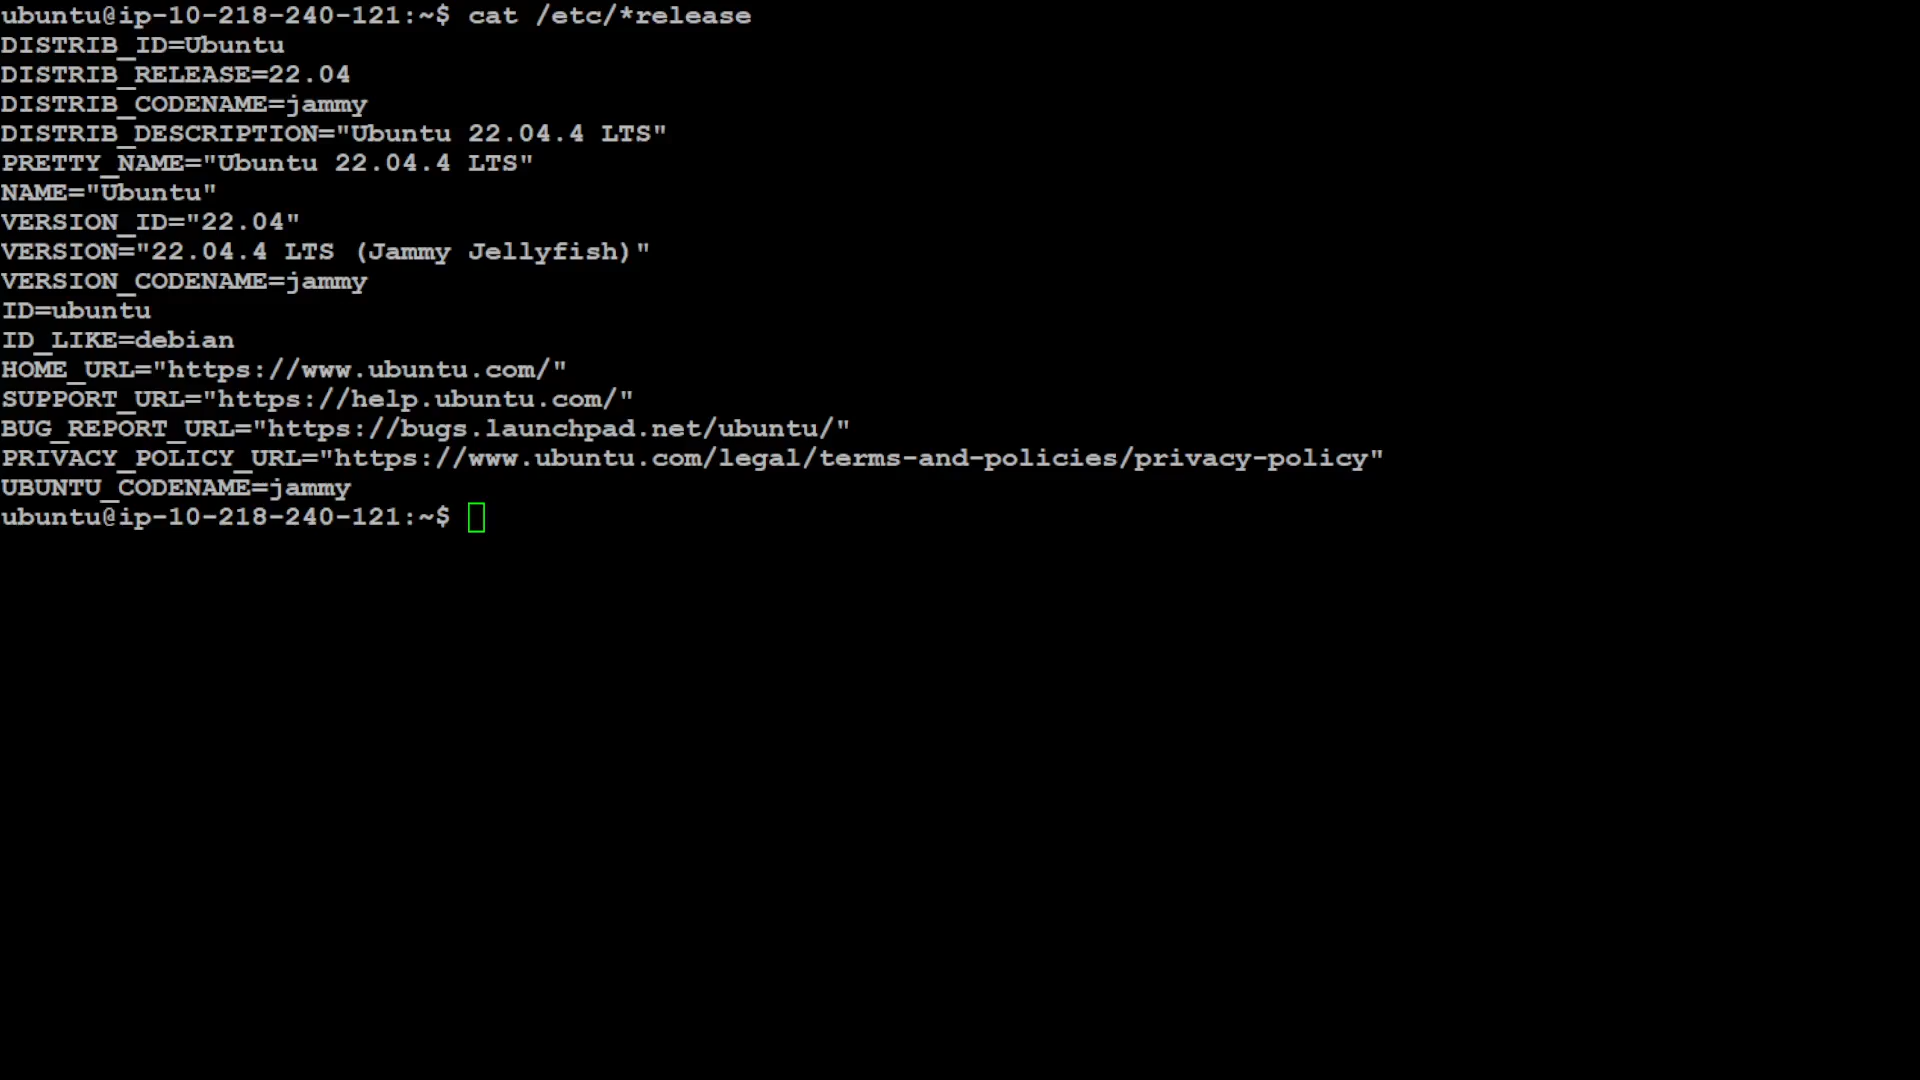 ubuntu@ip-10-218-240-121:~$ cat /etc/*release
DISTRIB_ID=Ubuntu
DISTRIB_RELEASE=22.04
DISTRIB_CODENAME=jammy
DISTRIB_DESCRIPTION="Ubuntu 22.04.4 LTS"
PRETTY_NAME="Ubuntu 22.04.4 LTS"
NAME="Ubuntu"
VERSION_ID="22.04"
VERSION="22.04.4 LTS (Jammy Jellyfish)"
VERSION_CODENAME=jammy
ID=ubuntu
ID_LIKE=debian
HOME_URL="https://www.ubuntu.com/"
SUPPORT_URL="https://help.ubuntu.com/"
BUG_REPORT_URL="https://bugs.launchpad.net/ubuntu/"
PRIVACY_POLICY_URL="https://www.ubuntu.com/legal/terms-and-policies/privacy-policy"
UBUNTU_CODENAME=jammy
ubuntu@ip-10-218-240-121:~$